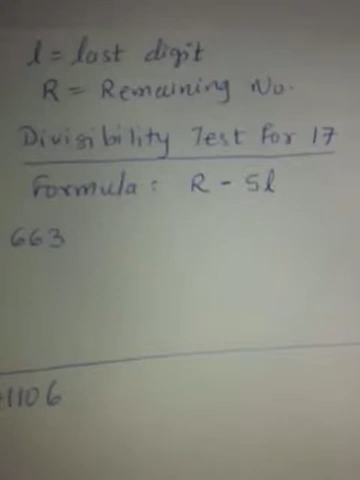 l = last digit
R = Remaining No.
Divisibility Test for 17
Formula: R - 5l
663
1106